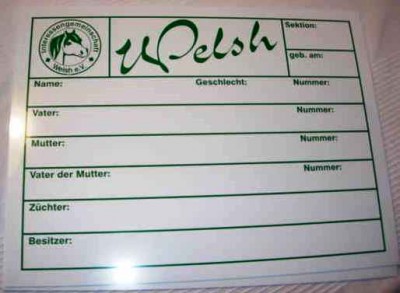 Interessengemeinschaft
Welsh e.V.
Welsh
Sektion:
geb. am:
Name: Geschlecht: Nummer:
Vater: Nummer:
Mutter: Nummer:
Vater der Mutter: Nummer:
Züchter:
Besitzer: